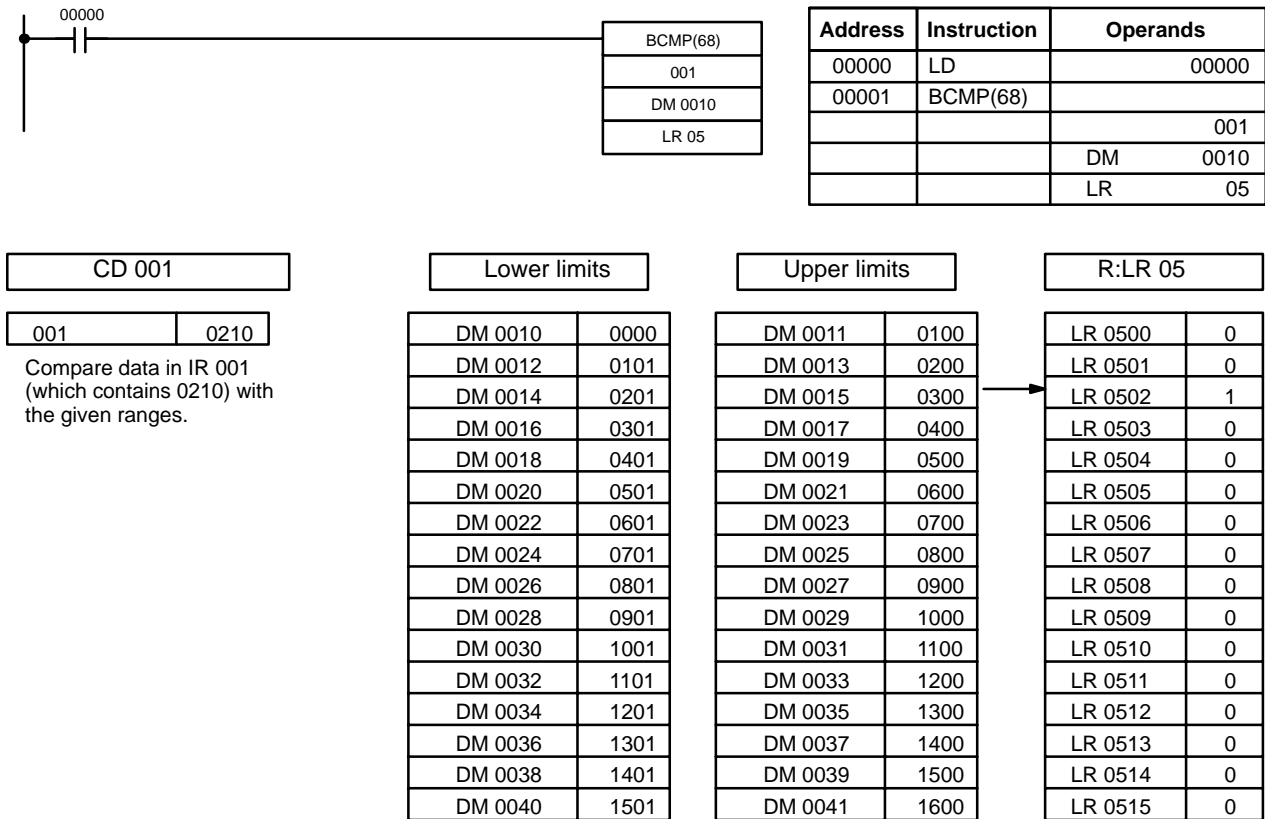 00000
BCMP(68)
001
DM 0010
LR 05
Address Instruction Operands
00000 LD 00000
00001 BCMP(68)
001
DM 0010
LR 05
CD 001 Lower limits Upper limits R:LR 05
001 0210 DM 0010 0000 DM 0011 0100 LR 0500 0
Compare data in IR 001
(which contains 0210) with
the given ranges.
DM 0012 0101 DM 0013 0200 LR 0501 0
DM 0014 0201 DM 0015 0300 LR 0502 1
DM 0016 0301 DM 0017 0400 LR 0503 0
DM 0018 0401 DM 0019 0500 LR 0504 0
DM 0020 0501 DM 0021 0600 LR 0505 0
DM 0022 0601 DM 0023 0700 LR 0506 0
DM 0024 0701 DM 0025 0800 LR 0507 0
DM 0026 0801 DM 0027 0900 LR 0508 0
DM 0028 0901 DM 0029 1000 LR 0509 0
DM 0030 1001 DM 0031 1100 LR 0510 0
DM 0032 1101 DM 0033 1200 LR 0511 0
DM 0034 1201 DM 0035 1300 LR 0512 0
DM 0036 1301 DM 0037 1400 LR 0513 0
DM 0038 1401 DM 0039 1500 LR 0514 0
DM 0040 1501 DM 0041 1600 LR 0515 0